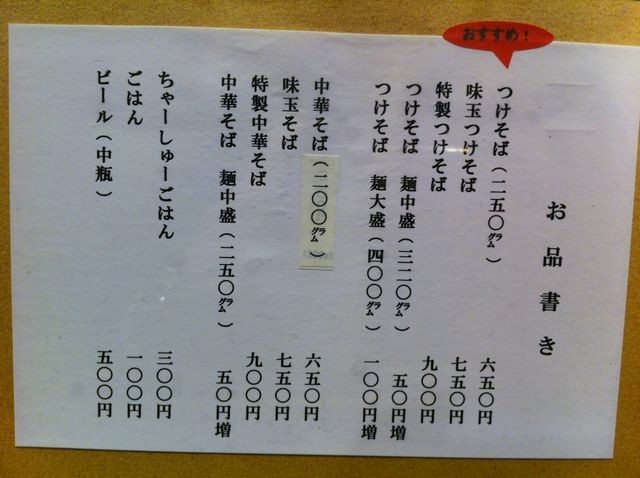 おすすめ！
お品書き
つけそば（二五〇㌘） 六五〇円
味玉つけそば 七五〇円
特製つけそば 九〇〇円
つけそば 麺中盛（三二〇㌘） 五〇円増
つけそば 麺大盛（四〇〇㌘） 一〇〇円増
中華そば（二〇〇㌘） 六五〇円
味玉そば 七五〇円
特製中華そば 九〇〇円
中華そば 麺中盛（二五〇㌘） 五〇円増
ちゃーしゅーごはん 三〇〇円
ごはん 一〇〇円
ビール（中瓶） 五〇〇円